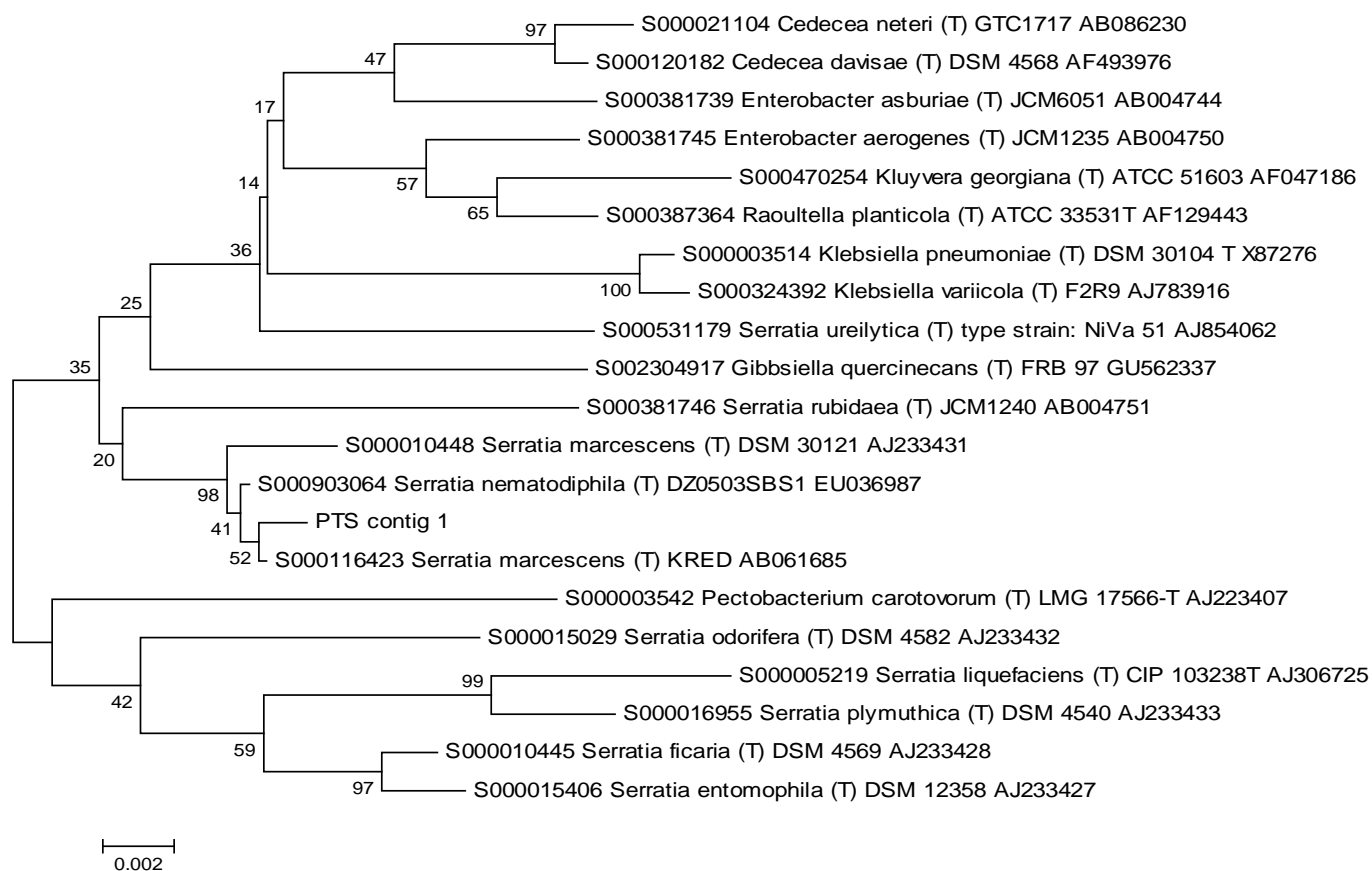 S000021104 Cedecea neteri (T) GTC1717 AB086230
97
S000120182 Cedecea davisae (T) DSM 4568 AF493976
47
S000381739 Enterobacter asburiae (T) JCM6051 AB004744
17
S000381745 Enterobacter aerogenes (T) JCM1235 AB004750
57
S000470254 Kluyvera georgiana (T) ATCC 51603 AF047186
14
65
S000387364 Raoultella planticola (T) ATCC 33531T AF129443
36
S000003514 Klebsiella pneumoniae (T) DSM 30104 T X87276
100
S000324392 Klebsiella variicola (T) F2R9 AJ783916
25
S000531179 Serratia ureilytica (T) type strain: NiVa 51 AJ854062
35
S002304917 Gibbsiella quercinecans (T) FRB 97 GU562337
S000381746 Serratia rubidaea (T) JCM1240 AB004751
20
S000010448 Serratia marcescens (T) DSM 30121 AJ233431
98
S000903064 Serratia nematodiphila (T) DZ0503SBS1 EU036987
41
PTS contig 1
52
S000116423 Serratia marcescens (T) KRED AB061685
S000003542 Pectobacterium carotovorum (T) LMG 17566-T AJ223407
S000015029 Serratia odorifera (T) DSM 4582 AJ233432
42
99
S000005219 Serratia liquefaciens (T) CIP 103238T AJ306725
S000016955 Serratia plymuthica (T) DSM 4540 AJ233433
59
S000010445 Serratia ficaria (T) DSM 4569 AJ233428
97
S000015406 Serratia entomophila (T) DSM 12358 AJ233427
0.002